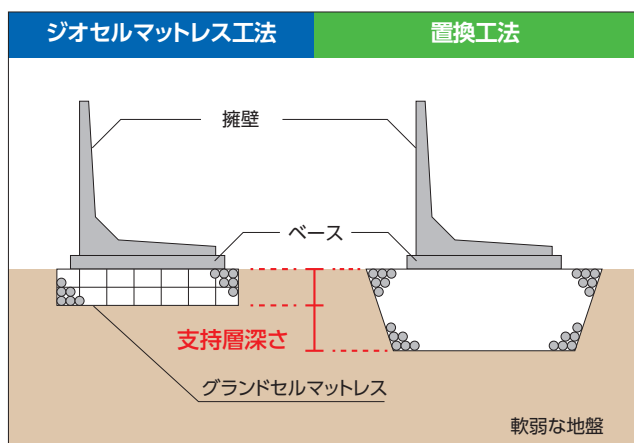 ジオセルマットレス工法
置換工法
擁壁
ベース
支持層深さ
グランドセルマットレス
軟弱な地盤